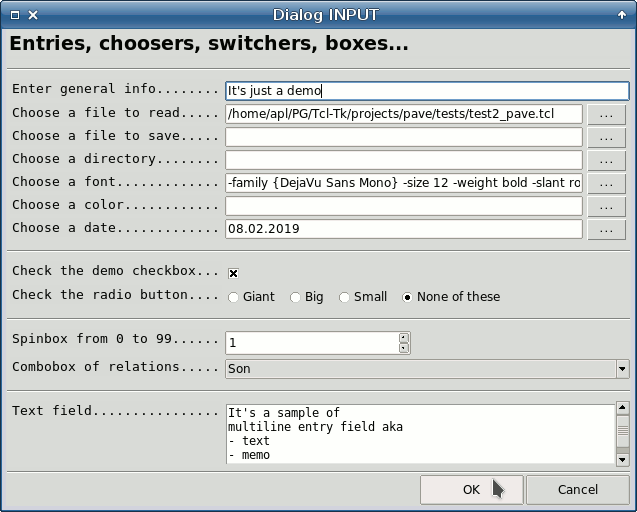 Dialog INPUT
Entries, choosers, switchers, boxes...
Enter general info........ It's just a demo
Choose a file to read..... /home/apl/PG/Tcl-Tk/projects/pave/tests/test2_pave.tcl ...
Choose a file to save..... ...
Choose a directory........ ...
Choose a font............. -family {DejaVu Sans Mono} -size 12 -weight bold -slant ro ...
Choose a color............ ...
Choose a date............. 08.02.2019 ...
Check the demo checkbox...
Check the radio button.... Giant Big Small None of these
Spinbox from 0 to 99...... 1
Combobox of relations..... Son
Text field................ It's a sample of
multiline entry field aka
- text
- memo
OK Cancel